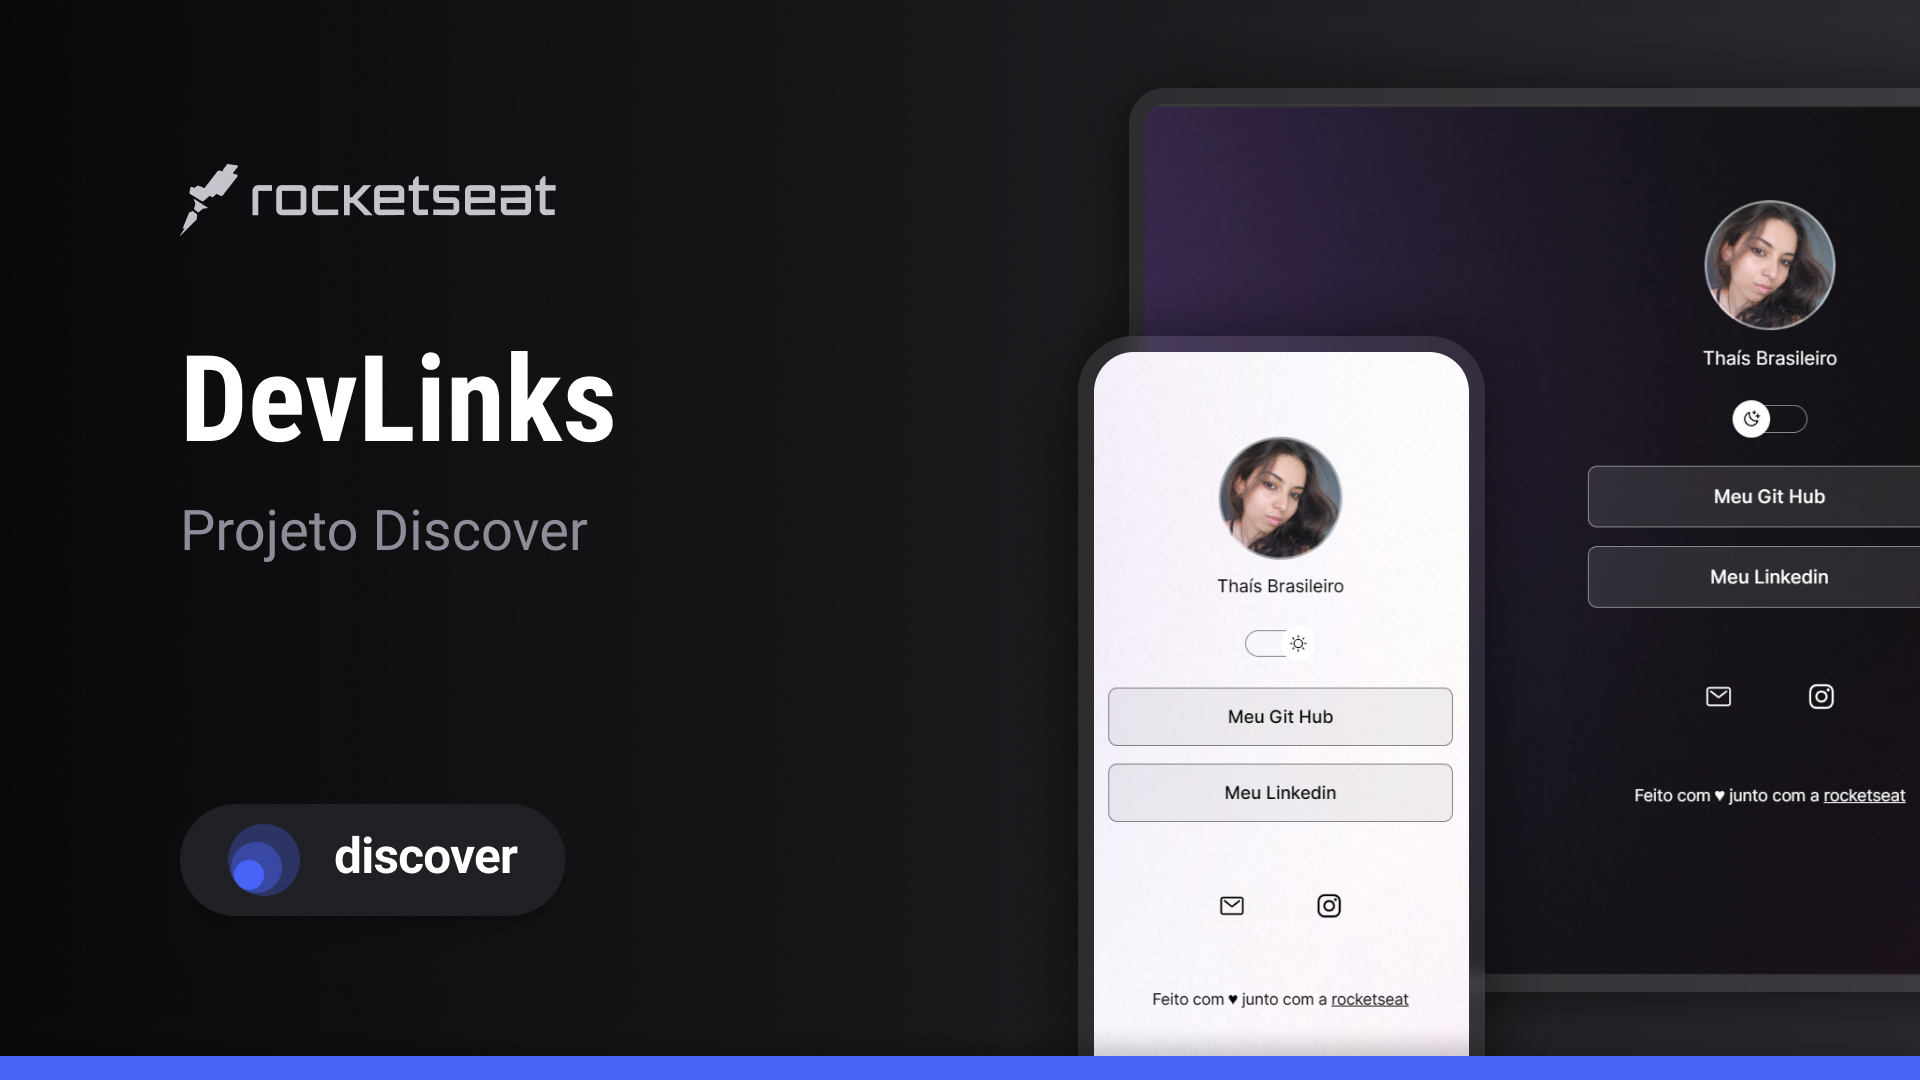 rocketseat
DevLinks
Projeto Discover
discover
Thaís Brasileiro
Meu Git Hub
Meu Linkedin
Feito com ♥ junto com a rocketseat
Thaís Brasileiro
Meu Git Hub
Meu Linkedin
Feito com ♥ junto com a rocketseat